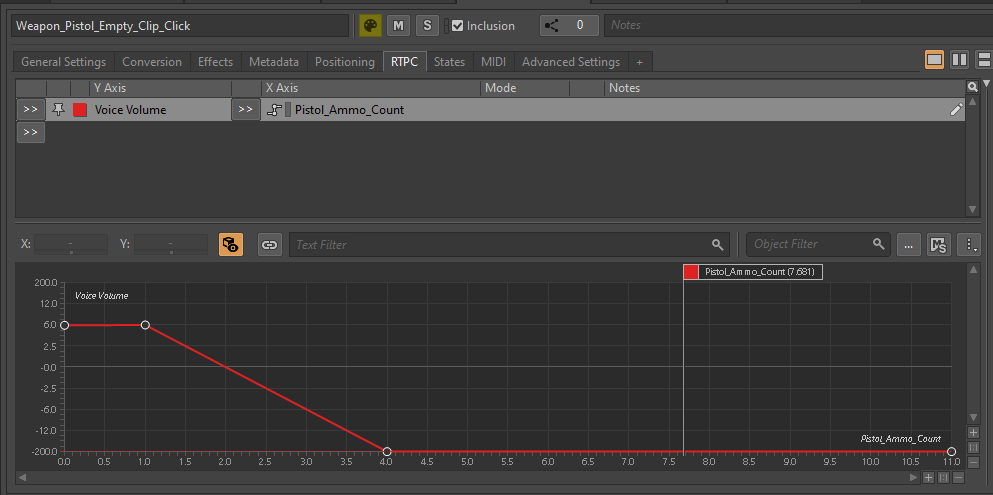 Weapon_Pistol_Empty_Clip_Click M S Inclusion 0 Notes
General Settings Conversion Effects Metadata Positioning RTPC States MIDI Advanced Settings +
Y Axis X Axis Mode Notes
>> Voice Volume >> Pistol_Ammo_Count
>>
X: - Y: - Text Filter Object Filter ... MS
Pistol_Ammo_Count (7.681)
200.0
Voice Volume
12.0
6.0
2.5
-0.0
-2.5
-6.0
-12.0
Pistol_Ammo_Count
-200.0
0.0 0.5 1.0 1.5 2.0 2.5 3.0 3.5 4.0 4.5 5.0 5.5 6.0 6.5 7.0 7.5 8.0 8.5 9.0 9.5 10.0 10.5 11.0